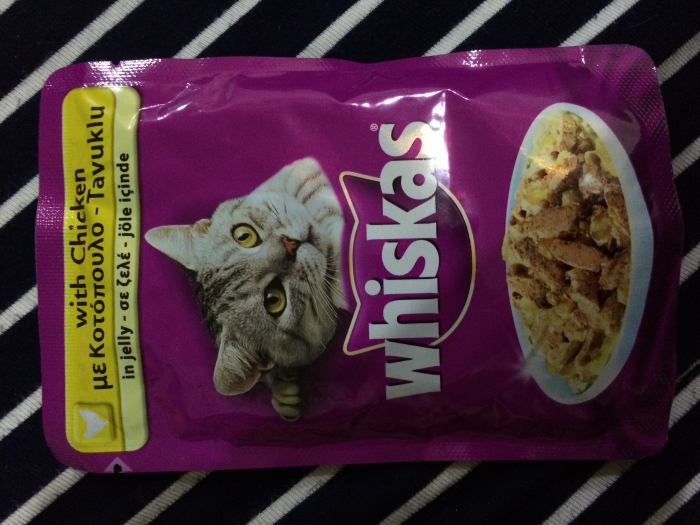 whiskas®
with Chicken
με Κοτόπουλο - Tavuklu
in jelly - σε ζελέ - jöle içinde